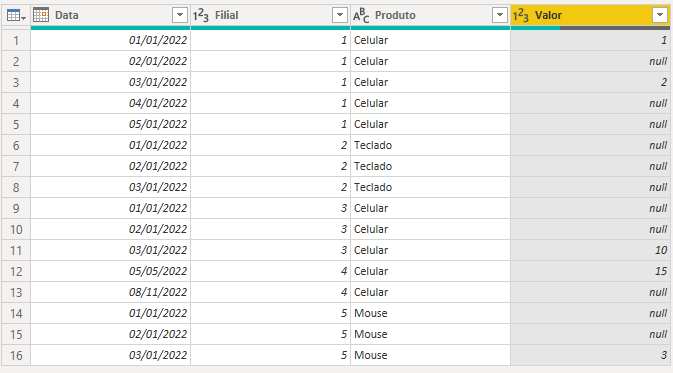 Data 1²3 Filial ABC Produto 1²3 Valor
1 01/01/2022 1 Celular 1
2 02/01/2022 1 Celular null
3 03/01/2022 1 Celular 2
4 04/01/2022 1 Celular null
5 05/01/2022 1 Celular null
6 01/01/2022 2 Teclado null
7 02/01/2022 2 Teclado null
8 03/01/2022 2 Teclado null
9 01/01/2022 3 Celular null
10 02/01/2022 3 Celular null
11 03/01/2022 3 Celular 10
12 05/05/2022 4 Celular 15
13 08/11/2022 4 Celular null
14 01/01/2022 5 Mouse null
15 02/01/2022 5 Mouse null
16 03/01/2022 5 Mouse 3